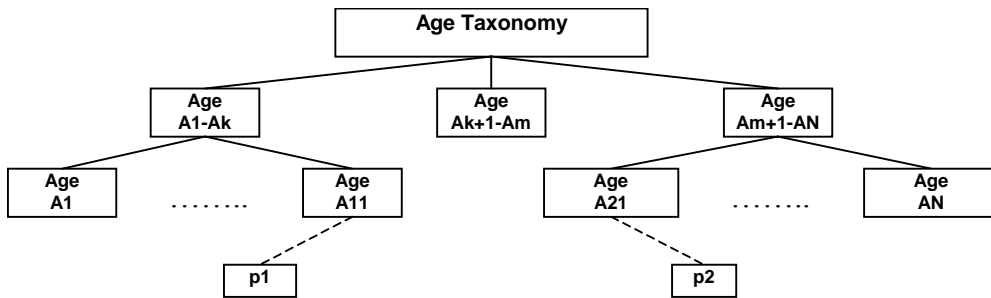 Age Taxonomy
Age
A1-Ak
Age
Ak+1-Am
Age
Am+1-AN
Age
A1
........
Age
A11
Age
A21
........
Age
AN
p1
p2